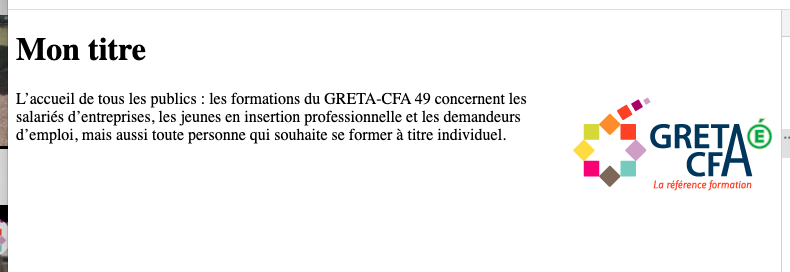 Mon titre
L’accueil de tous les publics : les formations du GRETA-CFA 49 concernent les
salariés d’entreprises, les jeunes en insertion professionnelle et les demandeurs
d’emploi, mais aussi toute personne qui souhaite se former à titre individuel.
GRETA É
CFA
La référence formation